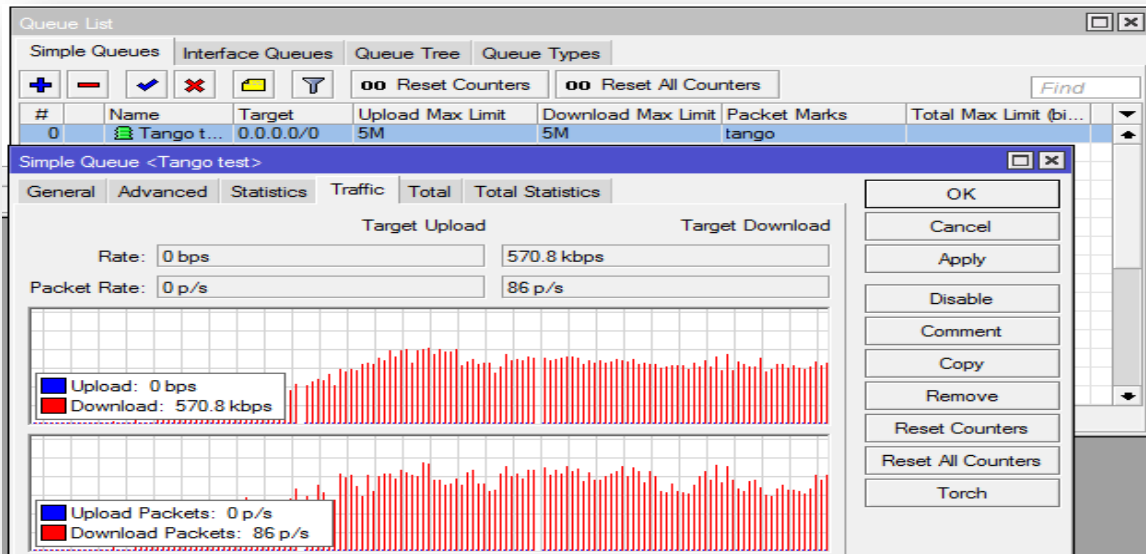 Queue List
Simple Queues Interface Queues Queue Tree Queue Types
00 Reset Counters 00 Reset All Counters Find
# Name Target Upload Max Limit Download Max Limit Packet Marks Total Max Limit (bi...
0 Tango t... 0.0.0.0/0 5M 5M tango
Simple Queue <Tango test>
General Advanced Statistics Traffic Total Total Statistics
OK
Target Upload Target Download
Cancel
Rate: 0 bps 570.8 kbps
Apply
Packet Rate: 0 p/s 86 p/s
Disable
Comment
Copy
Upload: 0 bps
Download: 570.8 kbps
Remove
Reset Counters
Reset All Counters
Torch
Upload Packets: 0 p/s
Download Packets: 86 p/s